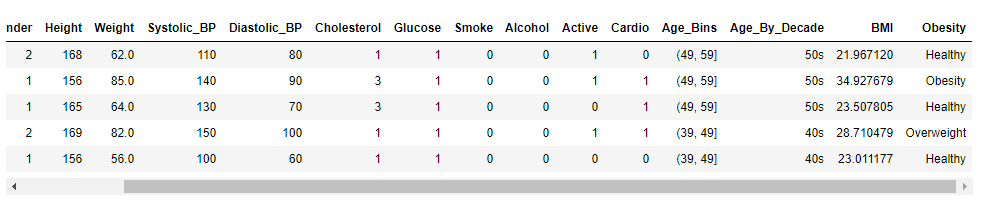 nder Height Weight Systolic_BP Diastolic_BP Cholesterol Glucose Smoke Alcohol Active Cardio Age_Bins Age_By_Decade BMI Obesity
2 168 62.0 110 80 1 1 0 0 1 0 (49, 59] 50s 21.967120 Healthy
1 156 85.0 140 90 3 1 0 0 1 1 (49, 59] 50s 34.927679 Obesity
1 165 64.0 130 70 3 1 0 0 0 1 (49, 59] 50s 23.507805 Healthy
2 169 82.0 150 100 1 1 0 0 1 1 (39, 49] 40s 28.710479 Overweight
1 156 56.0 100 60 1 1 0 0 0 0 (39, 49] 40s 23.011177 Healthy